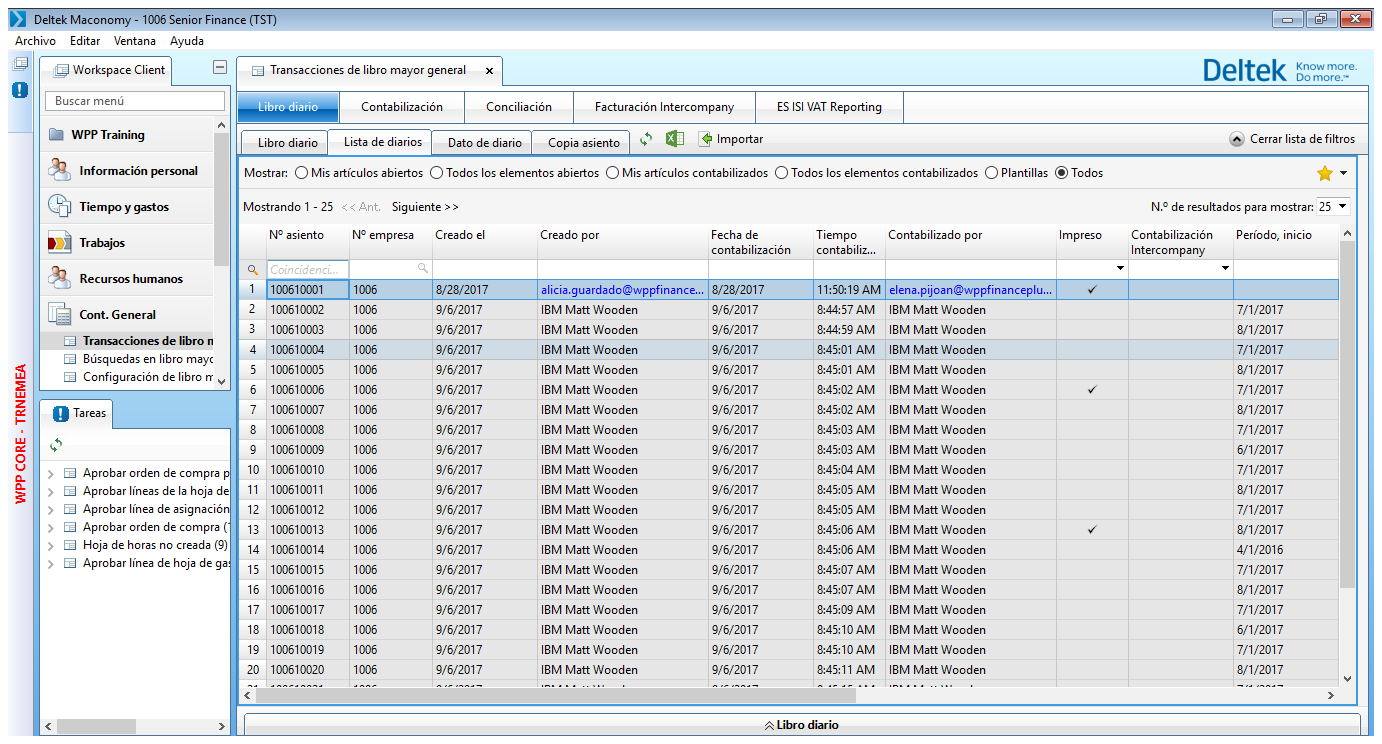 Deltek Maconomy - 1006 Senior Finance (TST)
Archivo Editar Ventana Ayuda
Workspace Client
Buscar menú
WPP Training
Información personal
Tiempo y gastos
Trabajos
Recursos humanos
Cont. General
Transacciones de libro m
Búsquedas en libro mayo
Configuración de libro m
WPP CORE - TRNEMEA
Tareas
Aprobar orden de compra p
Aprobar líneas de la hoja de
Aprobar línea de asignación
Aprobar orden de compra (
Hoja de horas no creada (9)
Aprobar línea de hoja de gas
Transacciones de libro mayor general x
Deltek Know more. Do more.™
Libro diario Contabilización Conciliación Facturación Intercompany ES ISI VAT Reporting
Libro diario Lista de diarios Dato de diario Copia asiento Importar Cerrar lista de filtros
Mostrar: Mis artículos abiertos Todos los elementos abiertos Mis artículos contabilizados Todos los elementos contabilizados Plantillas Todos
Mostrando 1 - 25 << Ant. Siguiente >> N.º de resultados para mostrar: 25
Nº asiento Nº empresa Creado el Creado por Fecha de contabilización Tiempo contabiliz... Contabilizado por Impreso Contabilización Intercompany Período, inicio
Coincidenci...
1 100610001 1006 8/28/2017 alicia.guardado@wppfinance... 8/28/2017 11:50:19 AM elena.pijoan@wppfinanceplu... ✓
2 100610002 1006 9/6/2017 IBM Matt Wooden 9/6/2017 8:44:57 AM IBM Matt Wooden 7/1/2017
3 100610003 1006 9/6/2017 IBM Matt Wooden 9/6/2017 8:44:59 AM IBM Matt Wooden 8/1/2017
4 100610004 1006 9/6/2017 IBM Matt Wooden 9/6/2017 8:45:01 AM IBM Matt Wooden 7/1/2017
5 100610005 1006 9/6/2017 IBM Matt Wooden 9/6/2017 8:45:01 AM IBM Matt Wooden 8/1/2017
6 100610006 1006 9/6/2017 IBM Matt Wooden 9/6/2017 8:45:02 AM IBM Matt Wooden ✓ 7/1/2017
7 100610007 1006 9/6/2017 IBM Matt Wooden 9/6/2017 8:45:02 AM IBM Matt Wooden 8/1/2017
8 100610008 1006 9/6/2017 IBM Matt Wooden 9/6/2017 8:45:03 AM IBM Matt Wooden 7/1/2017
9 100610009 1006 9/6/2017 IBM Matt Wooden 9/6/2017 8:45:03 AM IBM Matt Wooden 6/1/2017
10 100610010 1006 9/6/2017 IBM Matt Wooden 9/6/2017 8:45:04 AM IBM Matt Wooden 7/1/2017
11 100610011 1006 9/6/2017 IBM Matt Wooden 9/6/2017 8:45:05 AM IBM Matt Wooden 8/1/2017
12 100610012 1006 9/6/2017 IBM Matt Wooden 9/6/2017 8:45:05 AM IBM Matt Wooden 7/1/2017
13 100610013 1006 9/6/2017 IBM Matt Wooden 9/6/2017 8:45:06 AM IBM Matt Wooden ✓ 8/1/2017
14 100610014 1006 9/6/2017 IBM Matt Wooden 9/6/2017 8:45:06 AM IBM Matt Wooden 4/1/2016
15 100610015 1006 9/6/2017 IBM Matt Wooden 9/6/2017 8:45:07 AM IBM Matt Wooden 7/1/2017
16 100610016 1006 9/6/2017 IBM Matt Wooden 9/6/2017 8:45:07 AM IBM Matt Wooden 8/1/2017
17 100610017 1006 9/6/2017 IBM Matt Wooden 9/6/2017 8:45:09 AM IBM Matt Wooden 7/1/2017
18 100610018 1006 9/6/2017 IBM Matt Wooden 9/6/2017 8:45:10 AM IBM Matt Wooden 6/1/2017
19 100610019 1006 9/6/2017 IBM Matt Wooden 9/6/2017 8:45:10 AM IBM Matt Wooden 7/1/2017
20 100610020 1006 9/6/2017 IBM Matt Wooden 9/6/2017 8:45:11 AM IBM Matt Wooden 8/1/2017
Libro diario